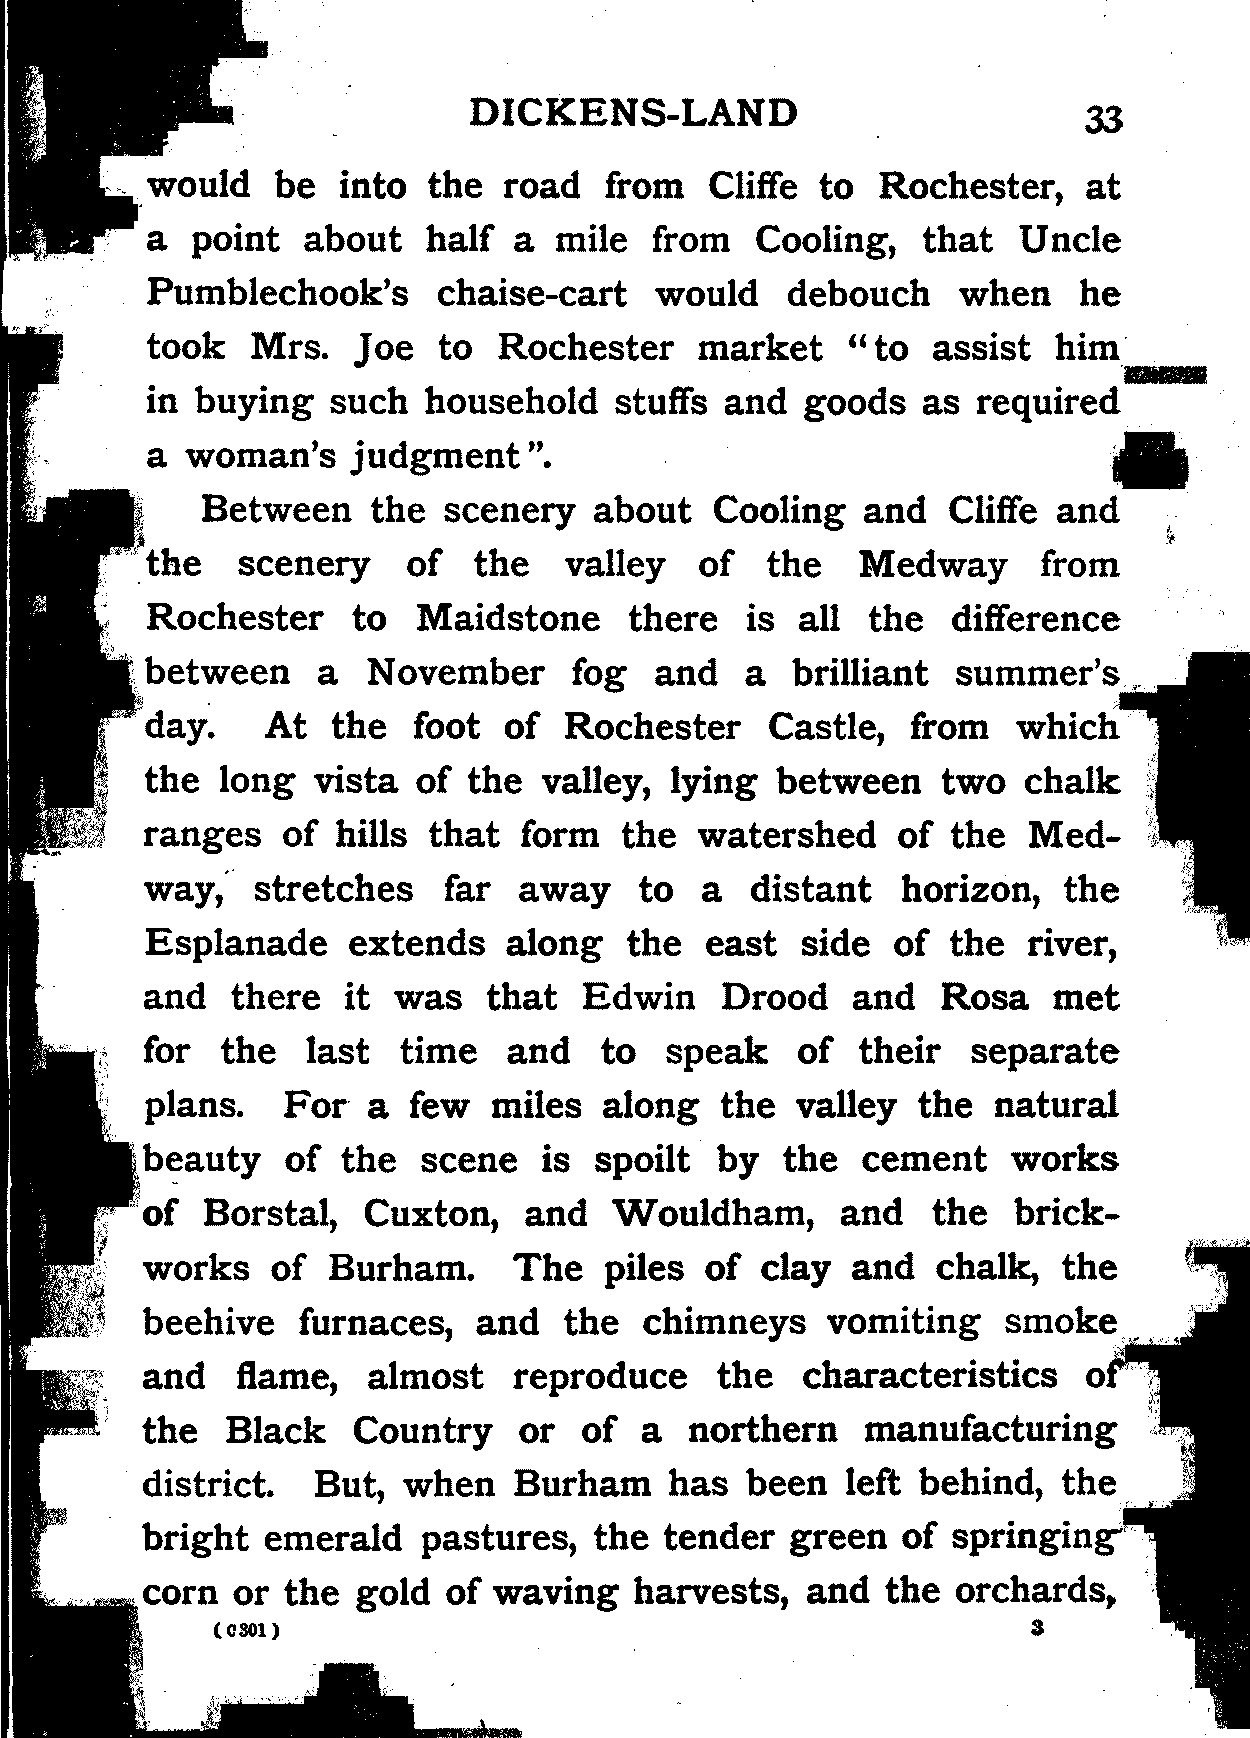 DICKENS-LAND 33
would be into the road from Cliffe to Rochester, at
a point about half a mile from Cooling, that Uncle
Pumblechook's chaise-cart would debouch when he
took Mrs. Joe to Rochester market “to assist him
in buying such household stuffs and goods as required
a woman's judgment”.
Between the scenery about Cooling and Cliffe and
the scenery of the valley of the Medway from
Rochester to Maidstone there is all the difference
between a November fog and a brilliant summer's
day. At the foot of Rochester Castle, from which
the long vista of the valley, lying between two chalk
ranges of hills that form the watershed of the Med-
way, stretches far away to a distant horizon, the
Esplanade extends along the east side of the river,
and there it was that Edwin Drood and Rosa met
for the last time and to speak of their separate
plans. For a few miles along the valley the natural
beauty of the scene is spoilt by the cement works
of Borstal, Cuxton, and Wouldham, and the brick-
works of Burham. The piles of clay and chalk, the
beehive furnaces, and the chimneys vomiting smoke
and flame, almost reproduce the characteristics of
the Black Country or of a northern manufacturing
district. But, when Burham has been left behind, the
bright emerald pastures, the tender green of springing
corn or the gold of waving harvests, and the orchards,
(C301) 3